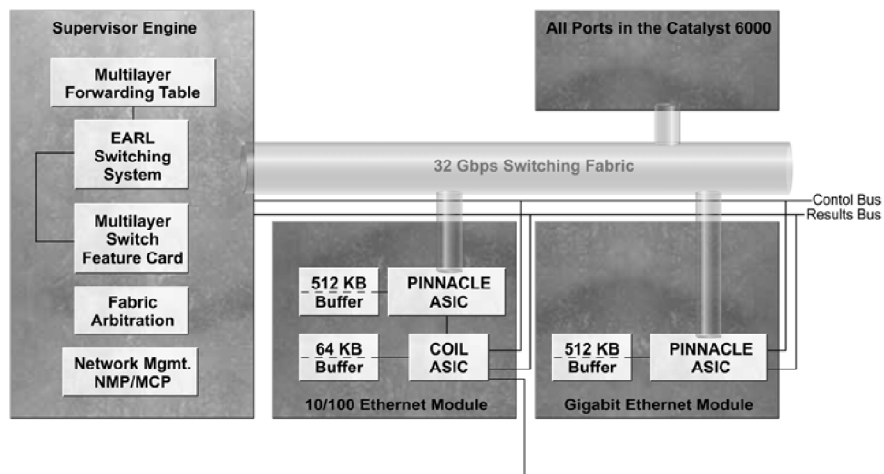 Supervisor Engine
Multilayer
Forwarding Table
EARL
Switching
System
Multilayer
Switch
Feature Card
Fabric
Arbitration
Network Mgmt.
NMP/MCP
All Ports in the Catalyst 6000
32 Gbps Switching Fabric
Contol Bus
Results Bus
512 KB
Buffer
PINNACLE
ASIC
64 KB
Buffer
COIL
ASIC
10/100 Ethernet Module
512 KB
Buffer
PINNACLE
ASIC
Gigabit Ethernet Module